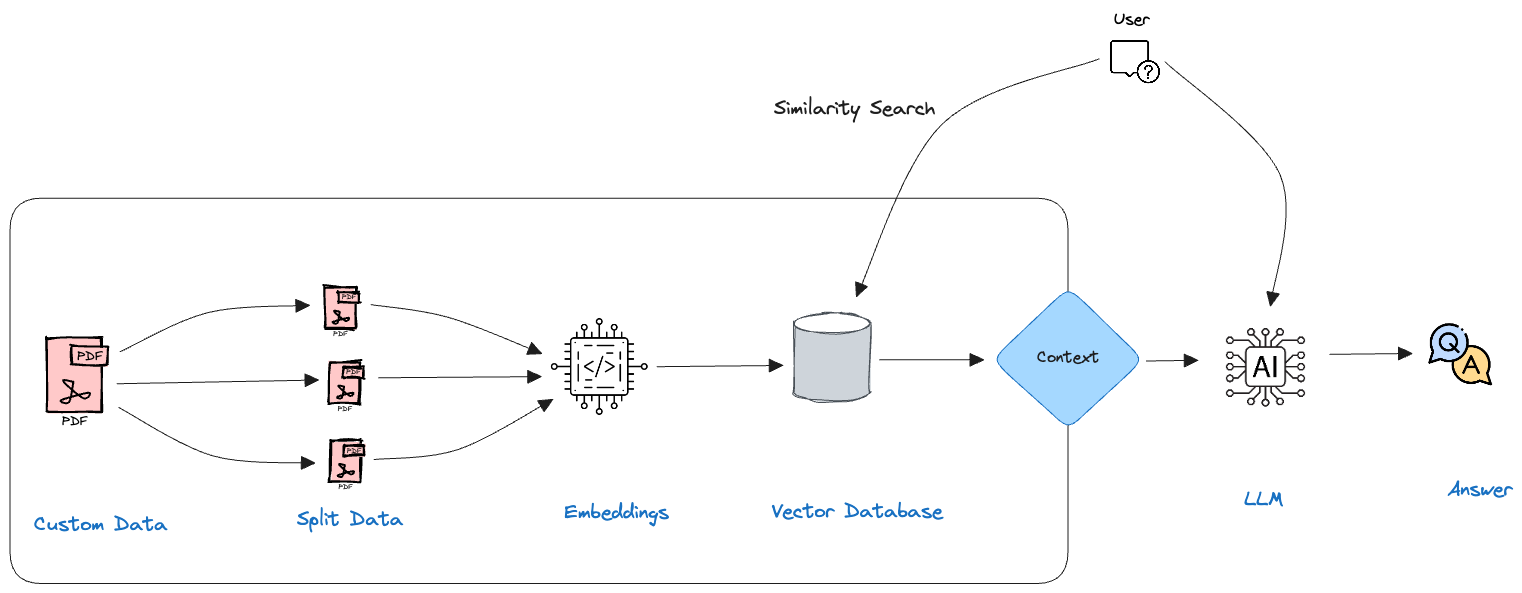 User
?
Similarity Search
PDF
PDF
PDF
PDF
PDF
PDF
PDF
PDF
</>
Context
AI
Q
A
Custom Data
Split Data
Embeddings
Vector Database
LLM
Answer